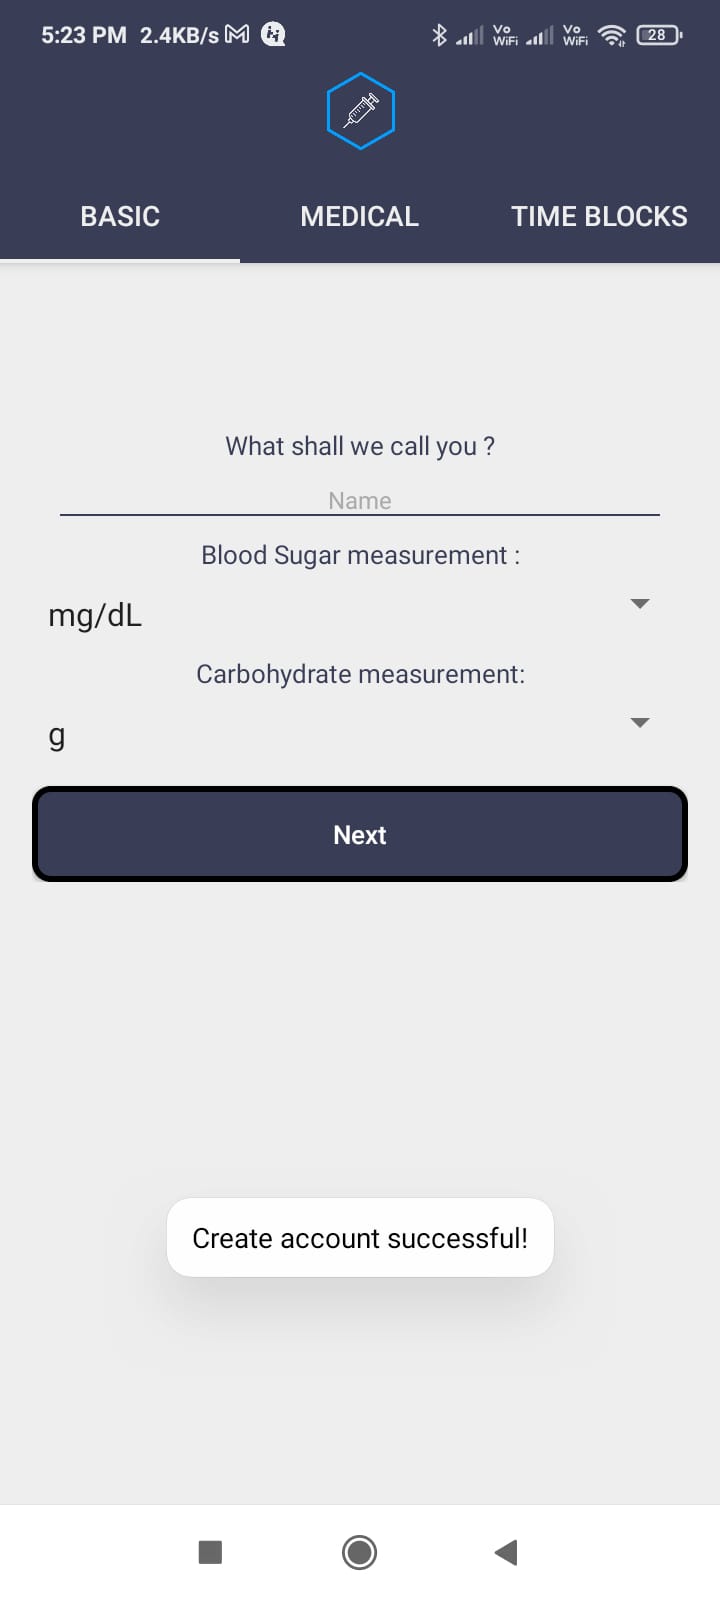 5:23 PM 2.4KB/s Vo WiFi Vo WiFi 28
BASIC MEDICAL TIME BLOCKS
What shall we call you ?
Name
Blood Sugar measurement :
mg/dL
Carbohydrate measurement:
g
Next
Create account successful!